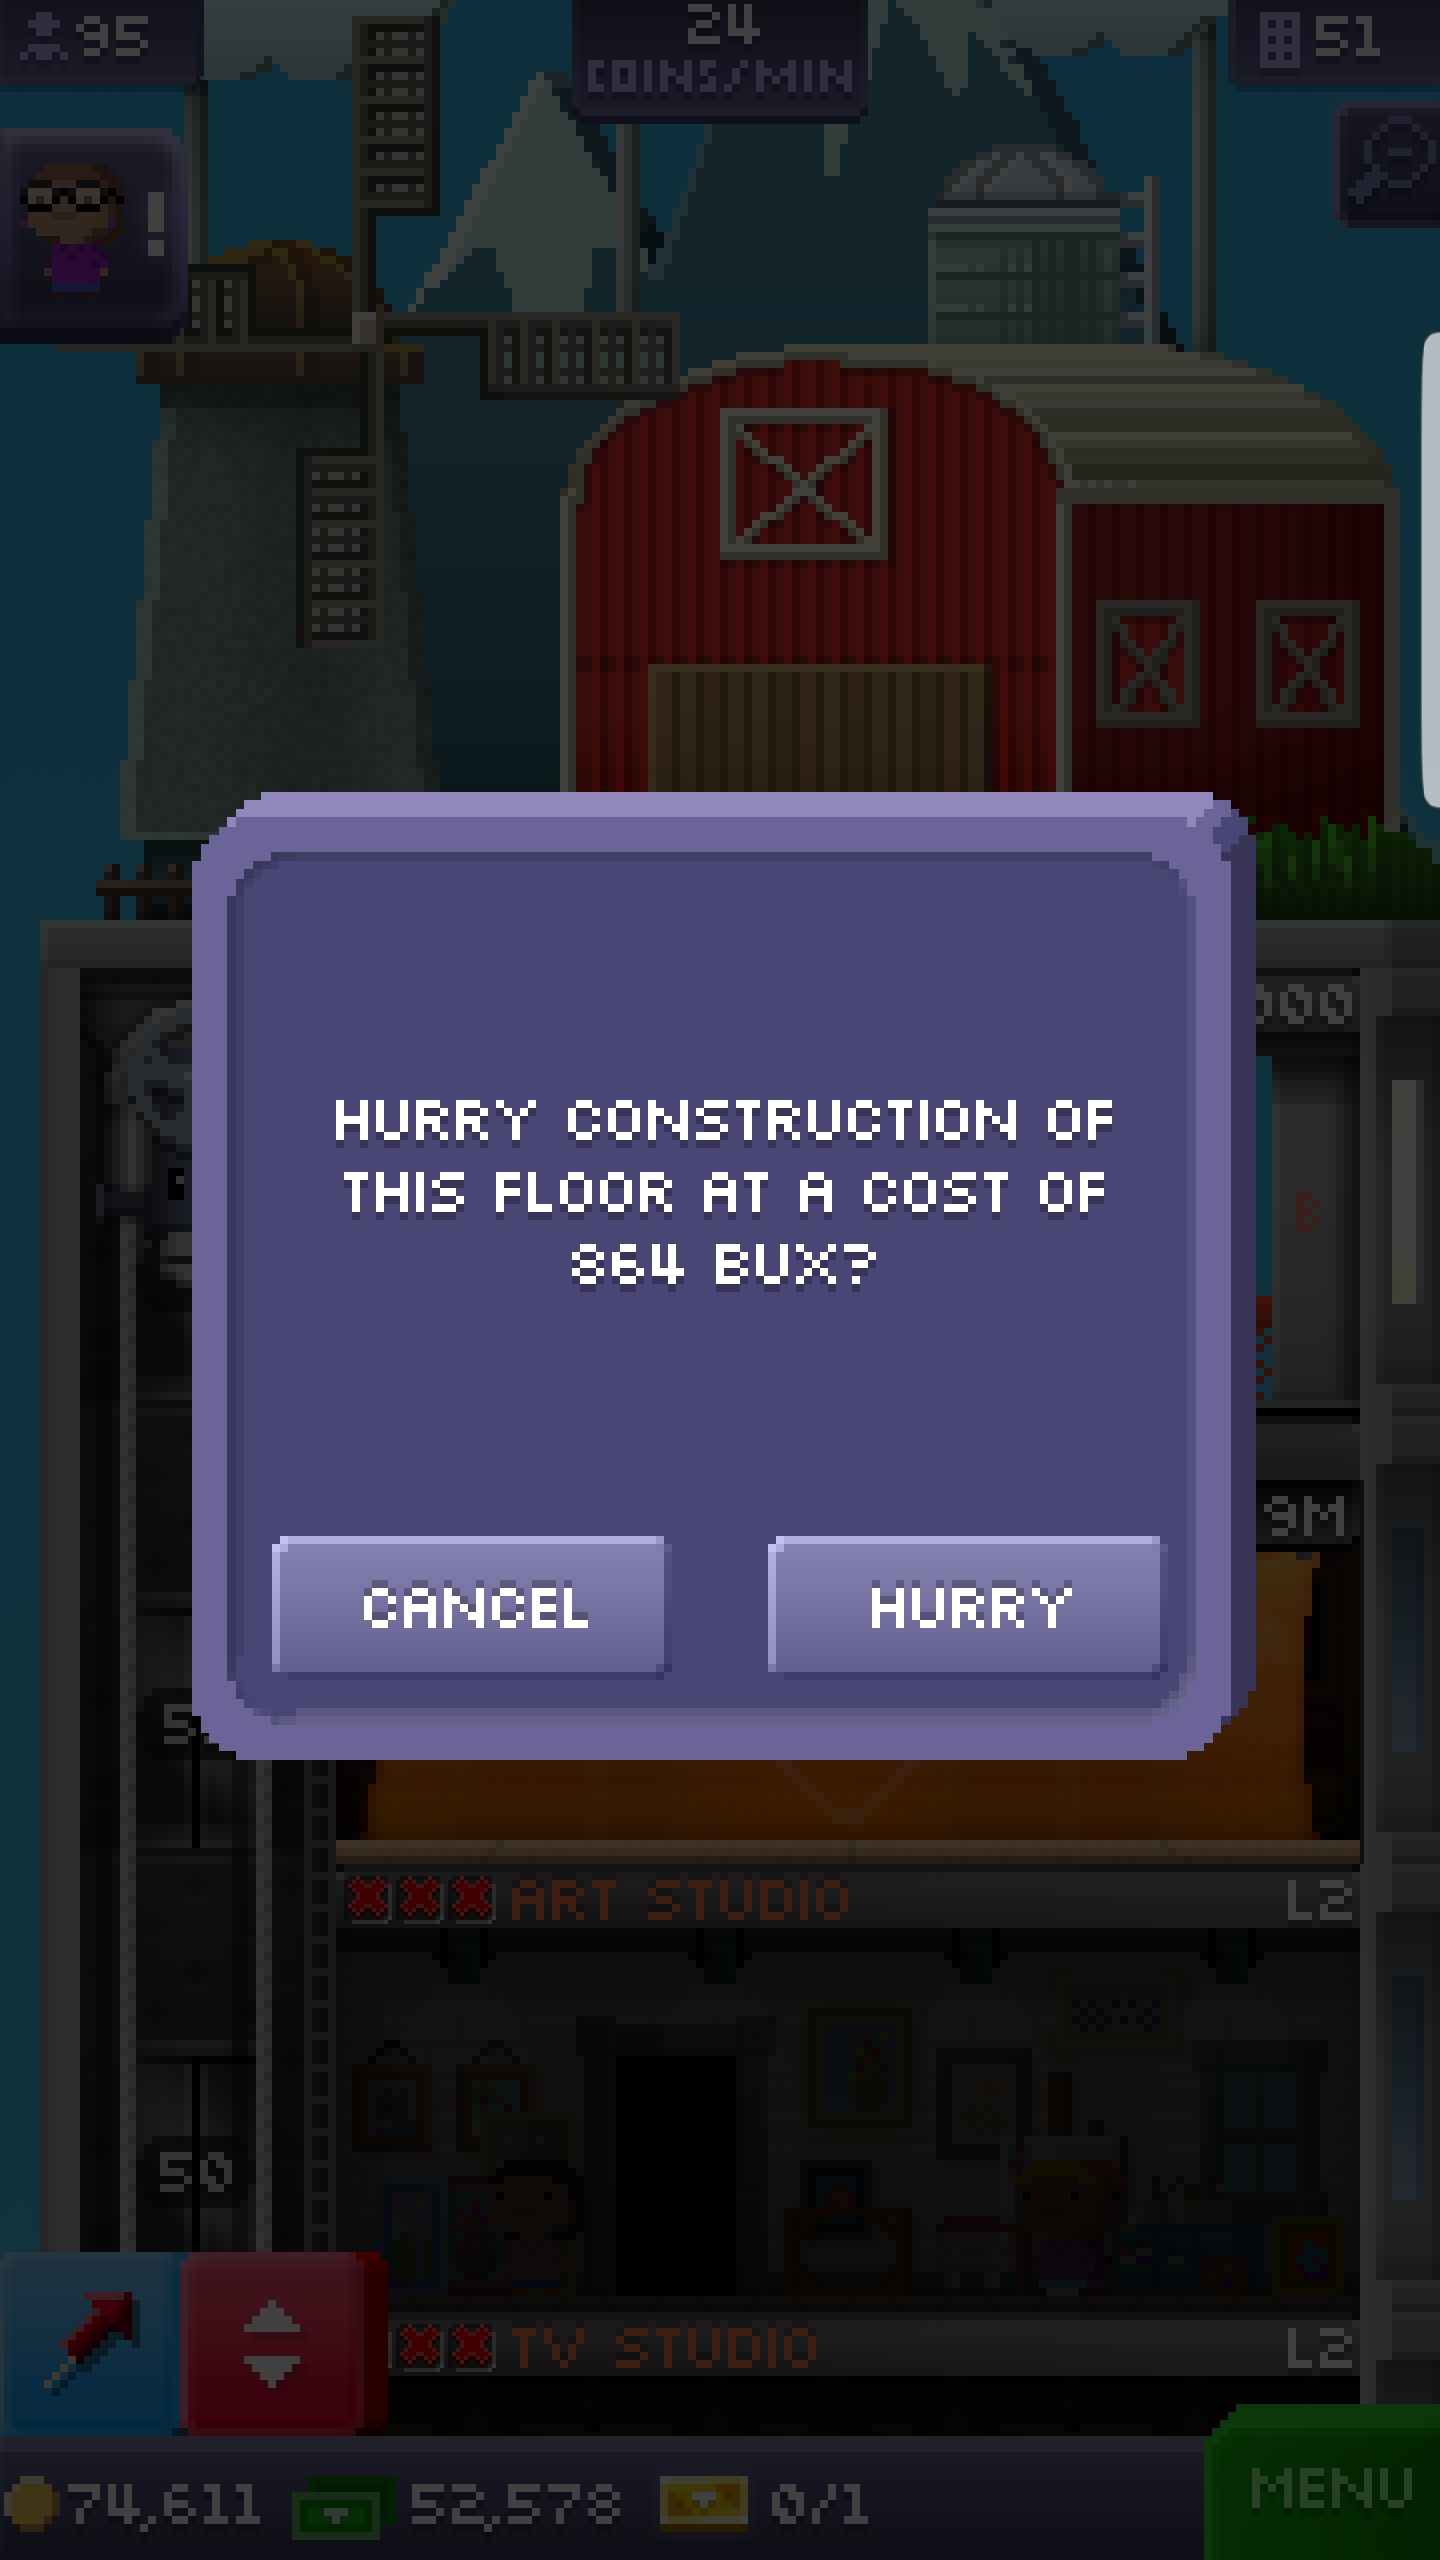 95
24
COINS/MIN
51
!
HURRY CONSTRUCTION OF
THIS FLOOR AT A COST OF
864 BUX?
CANCEL
HURRY
9M
ART STUDIO
L2
50
TV STUDIO
L2
74,611
52,578
0/1
MENU